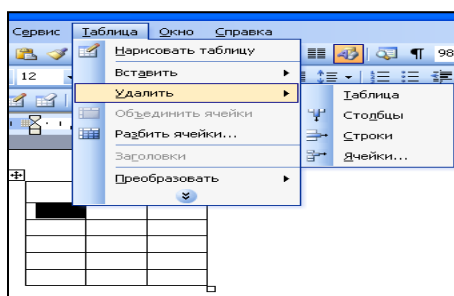 Сервис Таблица Окно Справка
Нарисовать таблицу
98
12
Вставить
Удалить
Таблица
Объединить ячейки
Столбцы
Разбить ячейки...
Строки
Заголовки
Ячейки...
Преобразовать